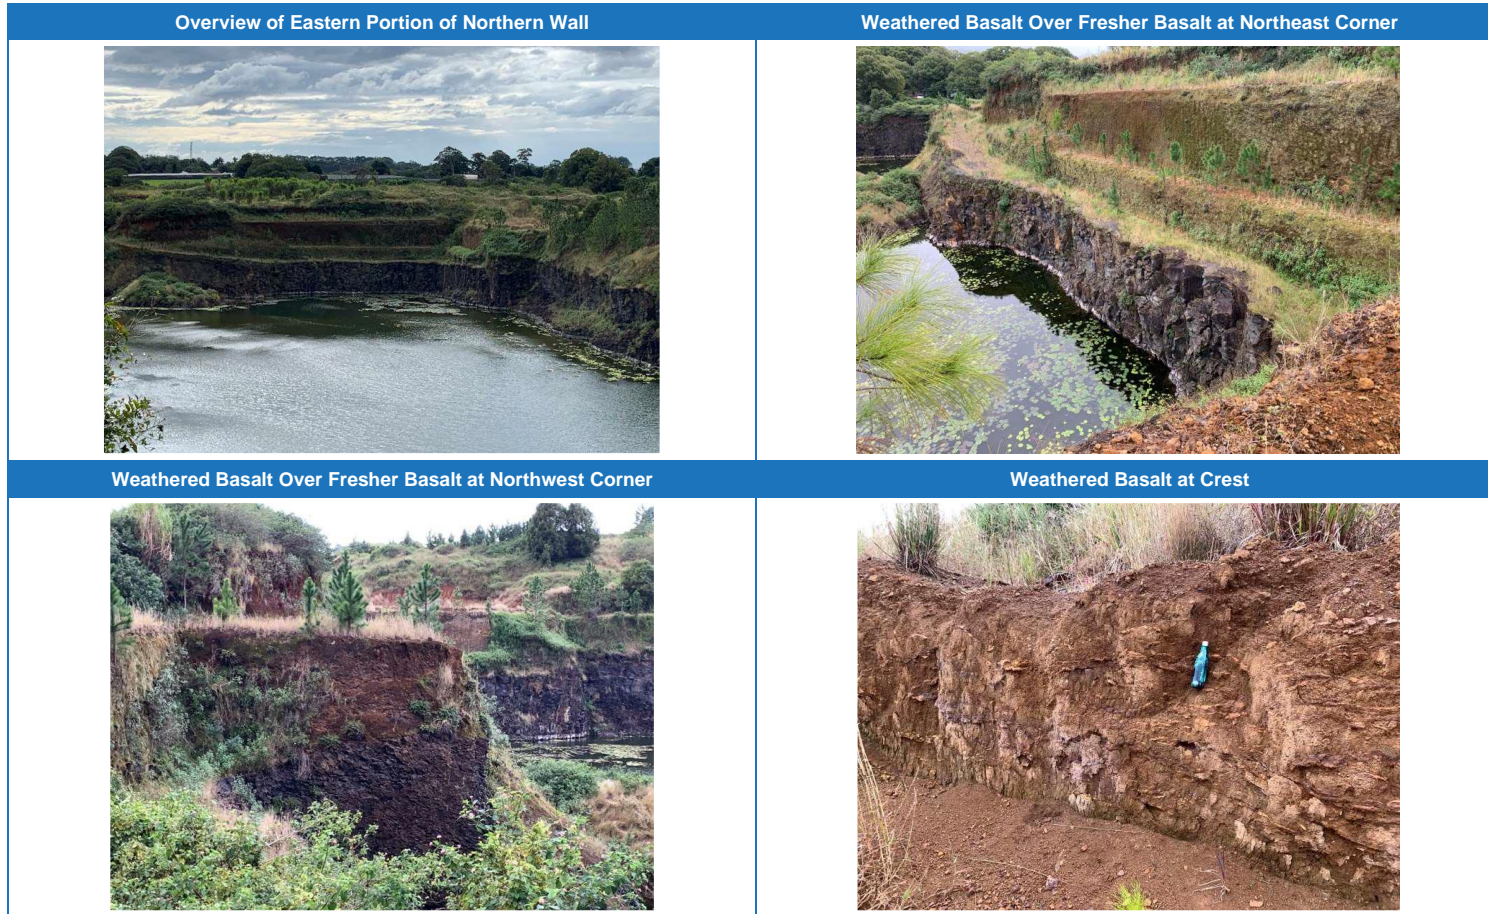 Overview of Eastern Portion of Northern Wall
Weathered Basalt Over Fresher Basalt at Northeast Corner
Weathered Basalt Over Fresher Basalt at Northwest Corner
Weathered Basalt at Crest